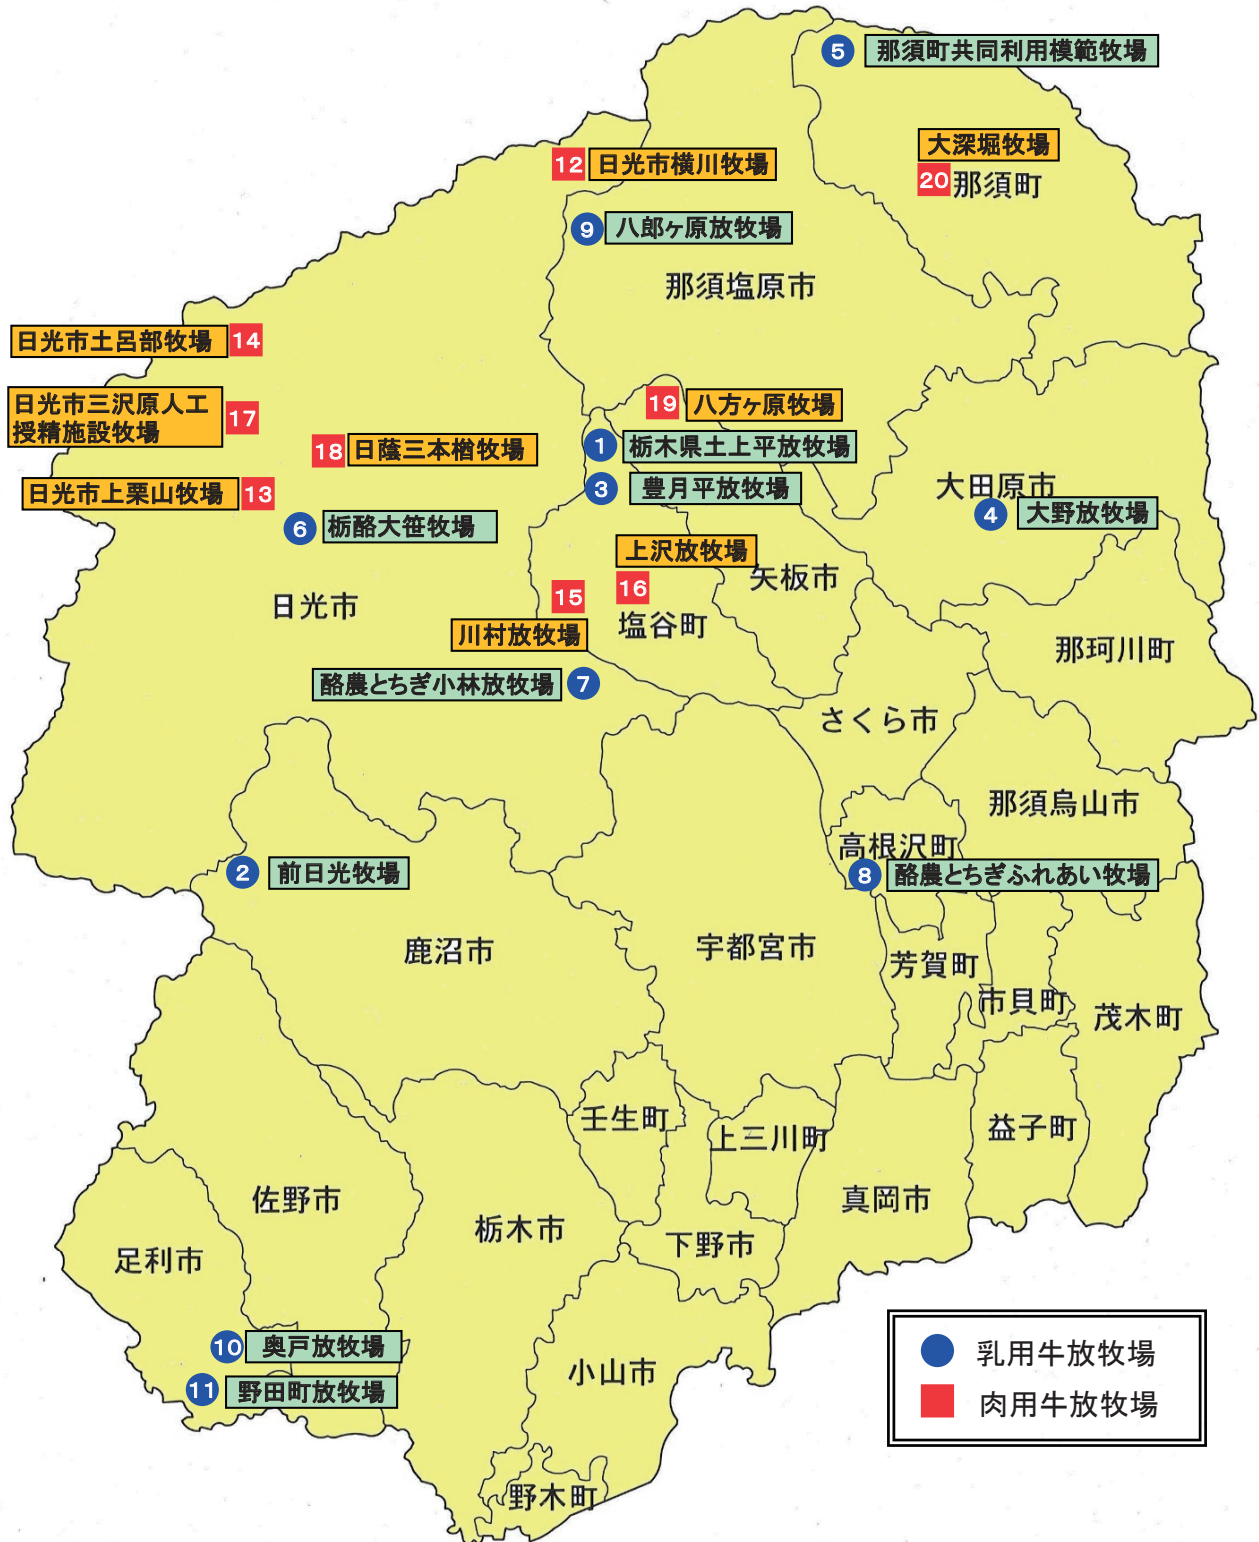 5 那須町共同利用模範牧場
大深堀牧場
12 日光市横川牧場
20 那須町
9 八郎ヶ原放牧場
那須塩原市
日光市土呂部牧場 14
日光市三沢原人工
授精施設牧場 17
19 八方ヶ原牧場
18 日蔭三本楢牧場
1 栃木県土上平放牧場
日光市上栗山牧場 13
3 豊月平放牧場
大田原市
4 大野放牧場
6 栃酪大笹牧場
上沢放牧場
矢板市
15
16
日光市
塩谷町
川村放牧場
那珂川町
酪農とちぎ小林放牧場 7
さくら市
那須烏山市
高根沢町
2 前日光牧場
8 酪農とちぎふれあい牧場
鹿沼市
宇都宮市
芳賀町
市貝町
茂木町
壬生町
上三川町
益子町
佐野市
真岡市
栃木市
下野市
足利市
10 奥戸放牧場
乳用牛放牧場
小山市
11 野田町放牧場
肉用牛放牧場
野木町